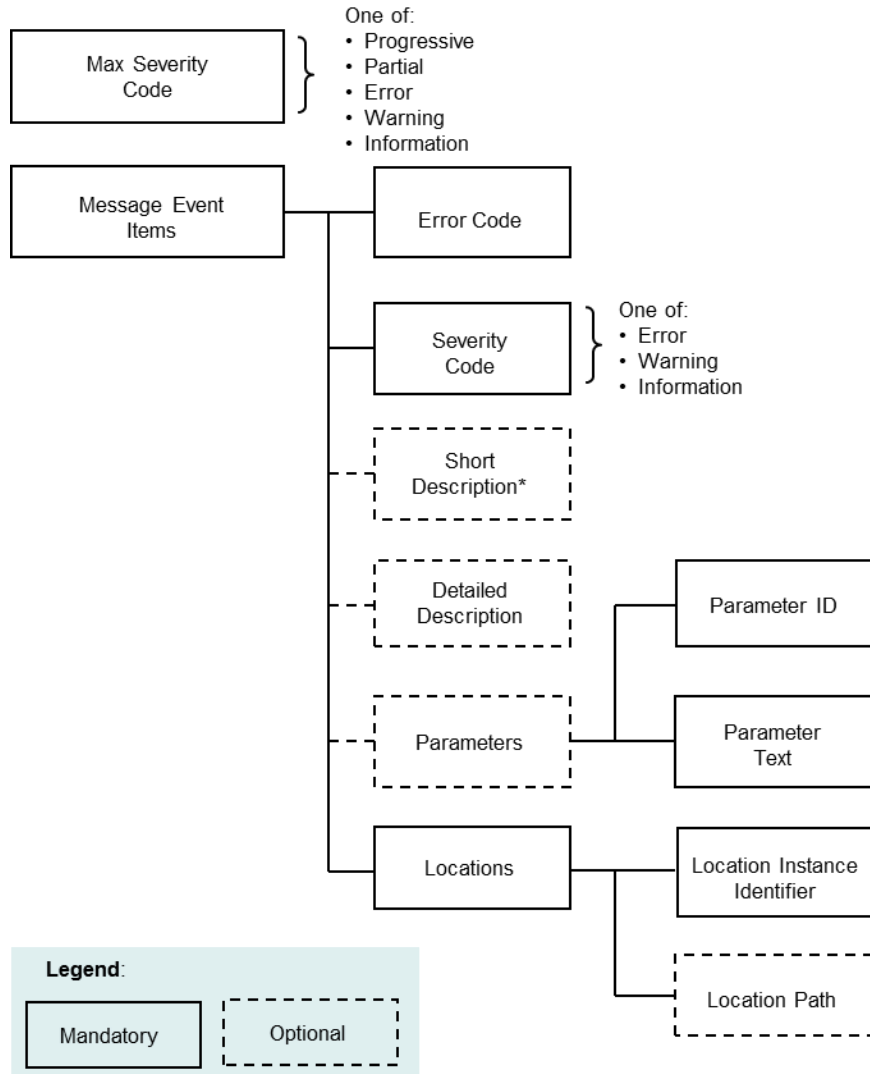 One of:
• Progressive
• Partial
• Error
• Warning
• Information
Max Severity
Code
Message Event
Items
Error Code
Severity
Code
One of:
• Error
• Warning
• Information
Short
Description*
Detailed
Description
Parameter ID
Parameters
Parameter
Text
Locations
Location Instance
Identifier
Location Path
Legend:
Mandatory
Optional